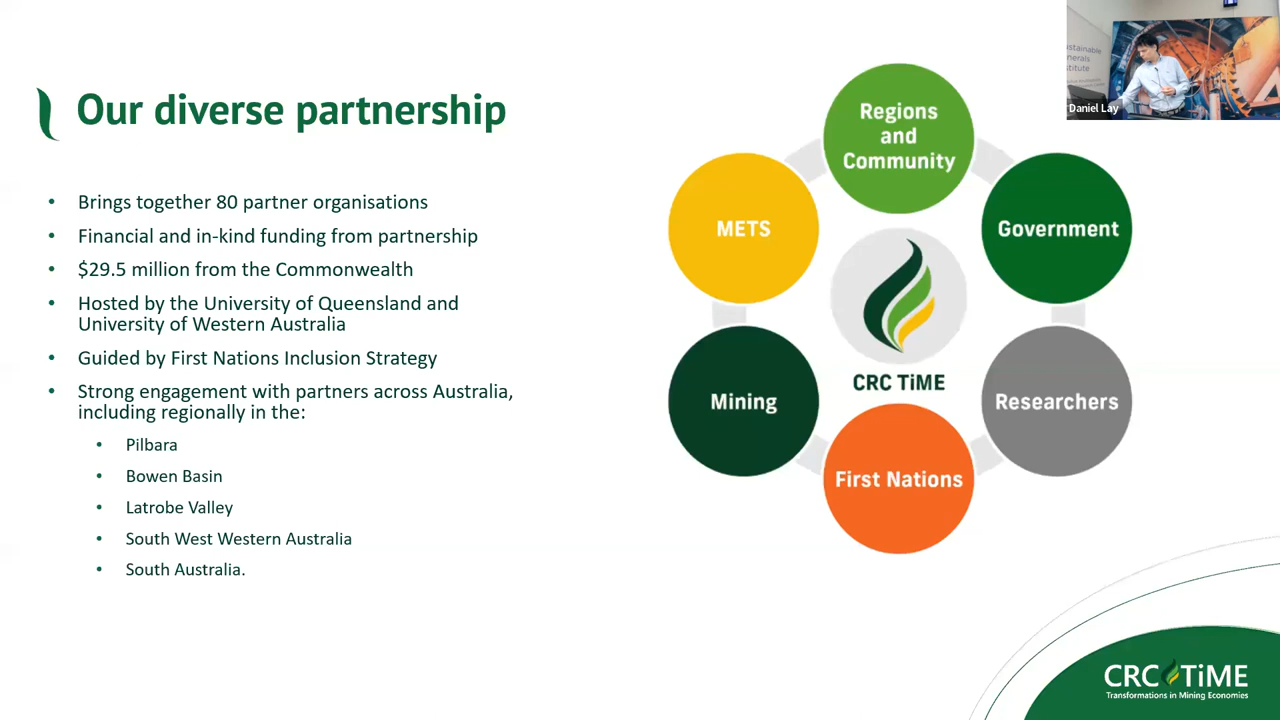 Our diverse partnership
• Brings together 80 partner organisations
• Financial and in-kind funding from partnership
• $29.5 million from the Commonwealth
• Hosted by the University of Queensland and
University of Western Australia
• Guided by First Nations Inclusion Strategy
• Strong engagement with partners across Australia,
including regionally in the:
• Pilbara
• Bowen Basin
• Latrobe Valley
• South West Western Australia
• South Australia.
Regions
and
Community
METS
Government
CRC TiME
Mining
Researchers
First Nations
Daniel Lay
CRC TiME
Transformations in Mining Economies